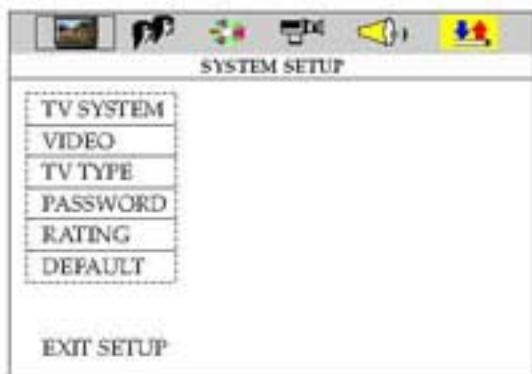 SYSTEM SETUP
TV SYSTEM
VIDEO
TV TYPE
PASSWORD
RATING
DEFAULT
EXIT SETUP